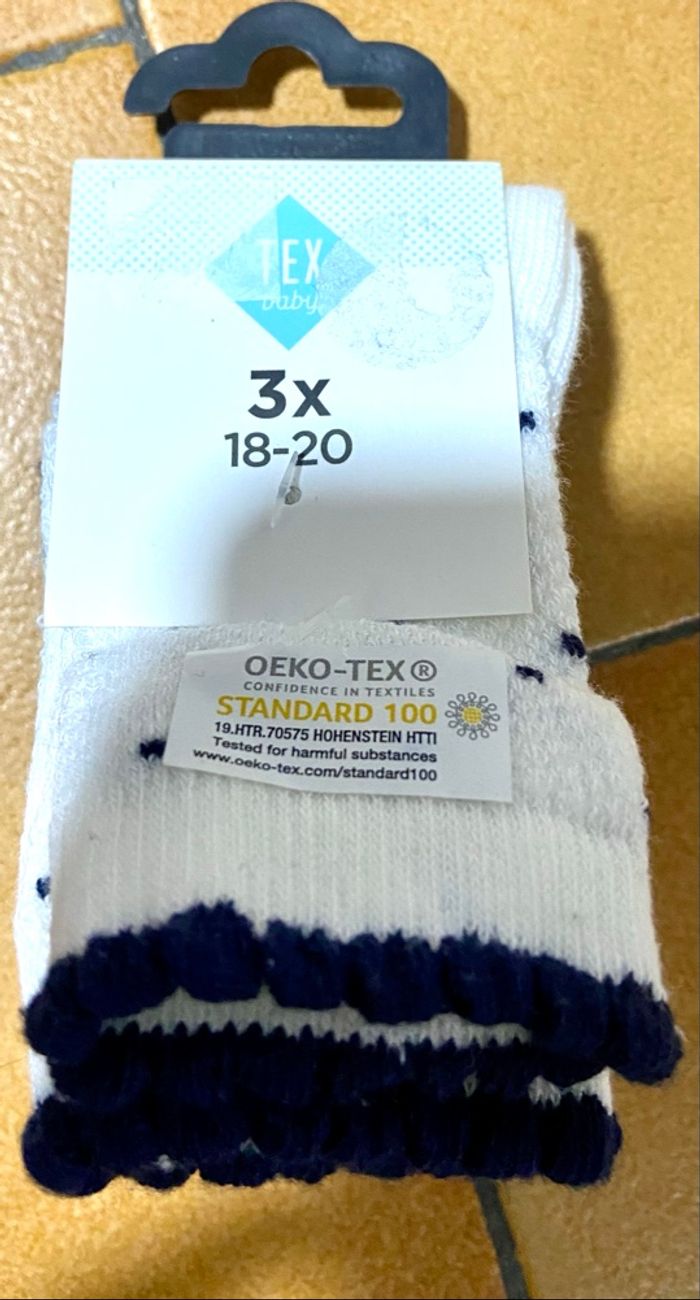 TEX
baby
3x
18-20
OEKO-TEX®
CONFIDENCE IN TEXTILES
STANDARD 100
19.HTR.70575 HOHENSTEIN HTTI
Tested for harmful substances
www.oeko-tex.com/standard100